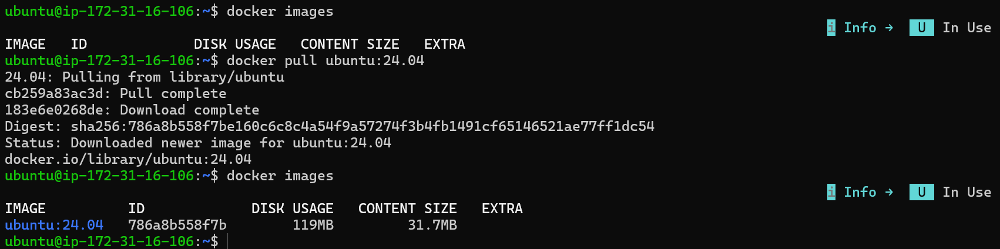 ubuntu@ip-172-31-16-106:~$ docker images
i Info → U In Use
IMAGE ID DISK USAGE CONTENT SIZE EXTRA
ubuntu@ip-172-31-16-106:~$ docker pull ubuntu:24.04
24.04: Pulling from library/ubuntu
cb259a83ac3d: Pull complete
183e6e0268de: Download complete
Digest: sha256:786a8b558f7be160c6c8c4a54f9a57274f3b4fb1491cf65146521ae77ff1dc54
Status: Downloaded newer image for ubuntu:24.04
docker.io/library/ubuntu:24.04
ubuntu@ip-172-31-16-106:~$ docker images
i Info → U In Use
IMAGE ID DISK USAGE CONTENT SIZE EXTRA
ubuntu:24.04 786a8b558f7b 119MB 31.7MB
ubuntu@ip-172-31-16-106:~$